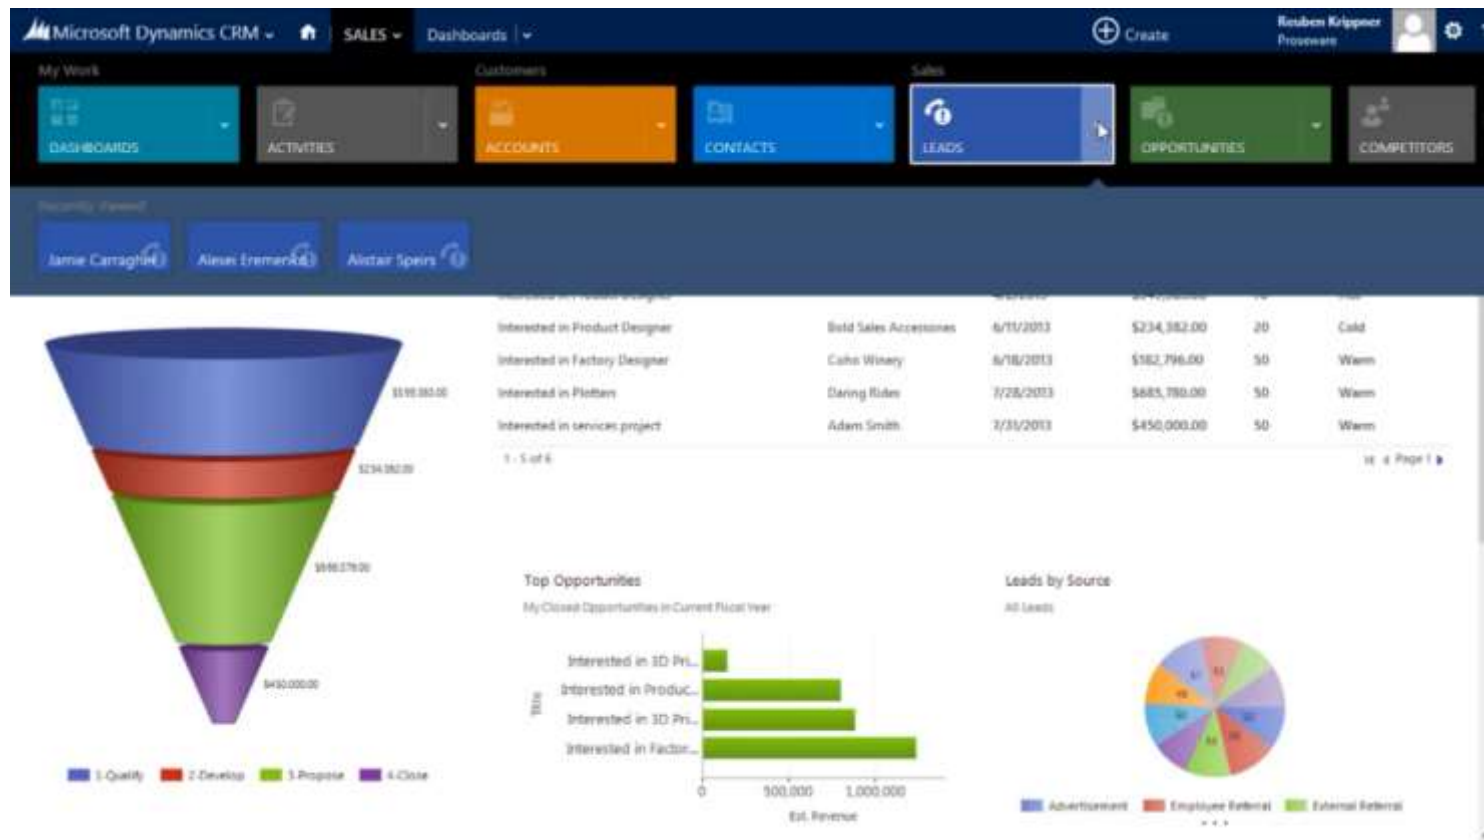 Microsoft Dynamics CRM
SALES
Dashboards
Create
Reuben Krippner
Proseware
My Work
Customers
Sales
DASHBOARDS
ACTIVITIES
ACCOUNTS
CONTACTS
LEADS
OPPORTUNITIES
COMPETITORS
Recently Viewed
Jamie Carragher
Alexei Eremenko
Alistair Speirs
Interested in Product Designer
Interested in Product Designer Bold Sales Accessories 6/11/2013 $234,382.00 20 Cold
Interested in Factory Designer Coho Winery 6/18/2013 $182,796.00 50 Warm
Interested in Plotters Daring Rides 7/28/2013 $685,780.00 50 Warm
Interested in services project Adam Smith 7/31/2013 $450,000.00 50 Warm
1 - 5 of 6
Page 1
$234,382.00
$450,000.00
1-Qualify 2-Develop 3-Propose 4-Close
Top Opportunities
My Closed Opportunities in Current Fiscal Year
Title
Interested in 3D Pri...
Interested in Produc...
Interested in 3D Pri...
Interested in Factor...
0 500,000 1,000,000
Est. Revenue
Leads by Source
All Leads
Advertisement Employee Referral External Referral